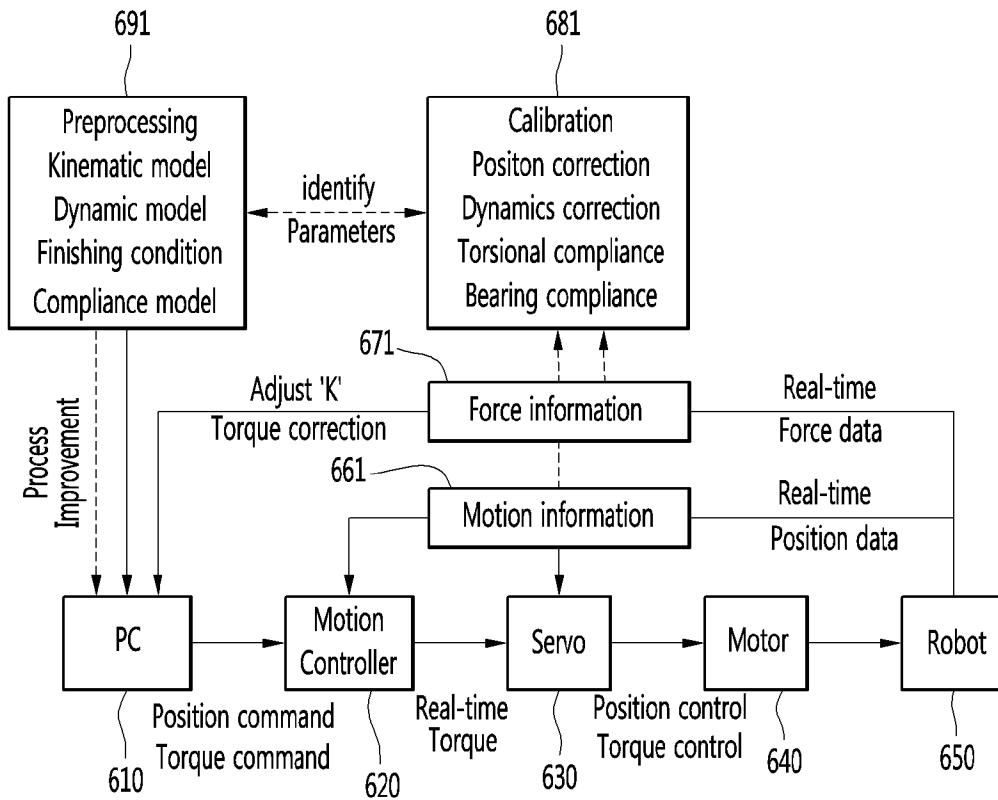 691
681
Preprocessing
Kinematic model
Dynamic model
Finishing condition
Compliance model
identify
Parameters
Calibration
Positon correction
Dynamics correction
Torsional compliance
Bearing compliance
671
Adjust 'K'
Torque correction
Force information
Real-time
Force data
Process
Improvement
661
Motion information
Real-time
Position data
PC
Motion
Controller
Servo
Motor
Robot
Position command
Torque command
Real-time
Torque
Position control
Torque control
610
620
630
640
650